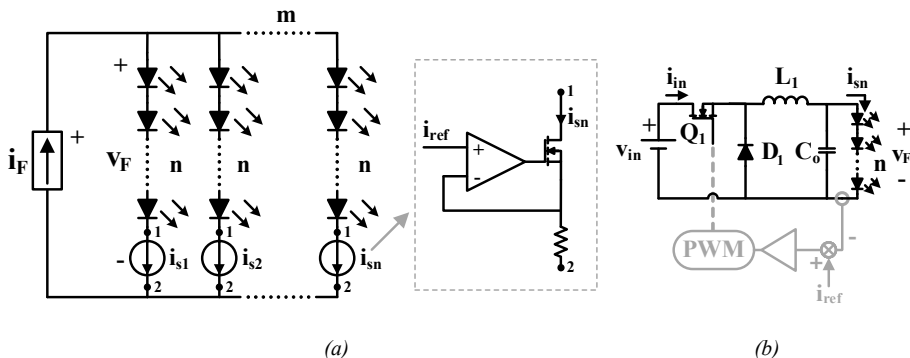 m
+
i_F
+
v_F
n
n
n
-
1
1
1
i_s1
i_s2
i_sn
2
2
2
1
i_sn
i_ref
+
-
2
i_in
L_1
i_sn
+
v_in
Q_1
D_1
C_o
n
+
v_F
-
PWM
+
-
i_ref
(a)
(b)